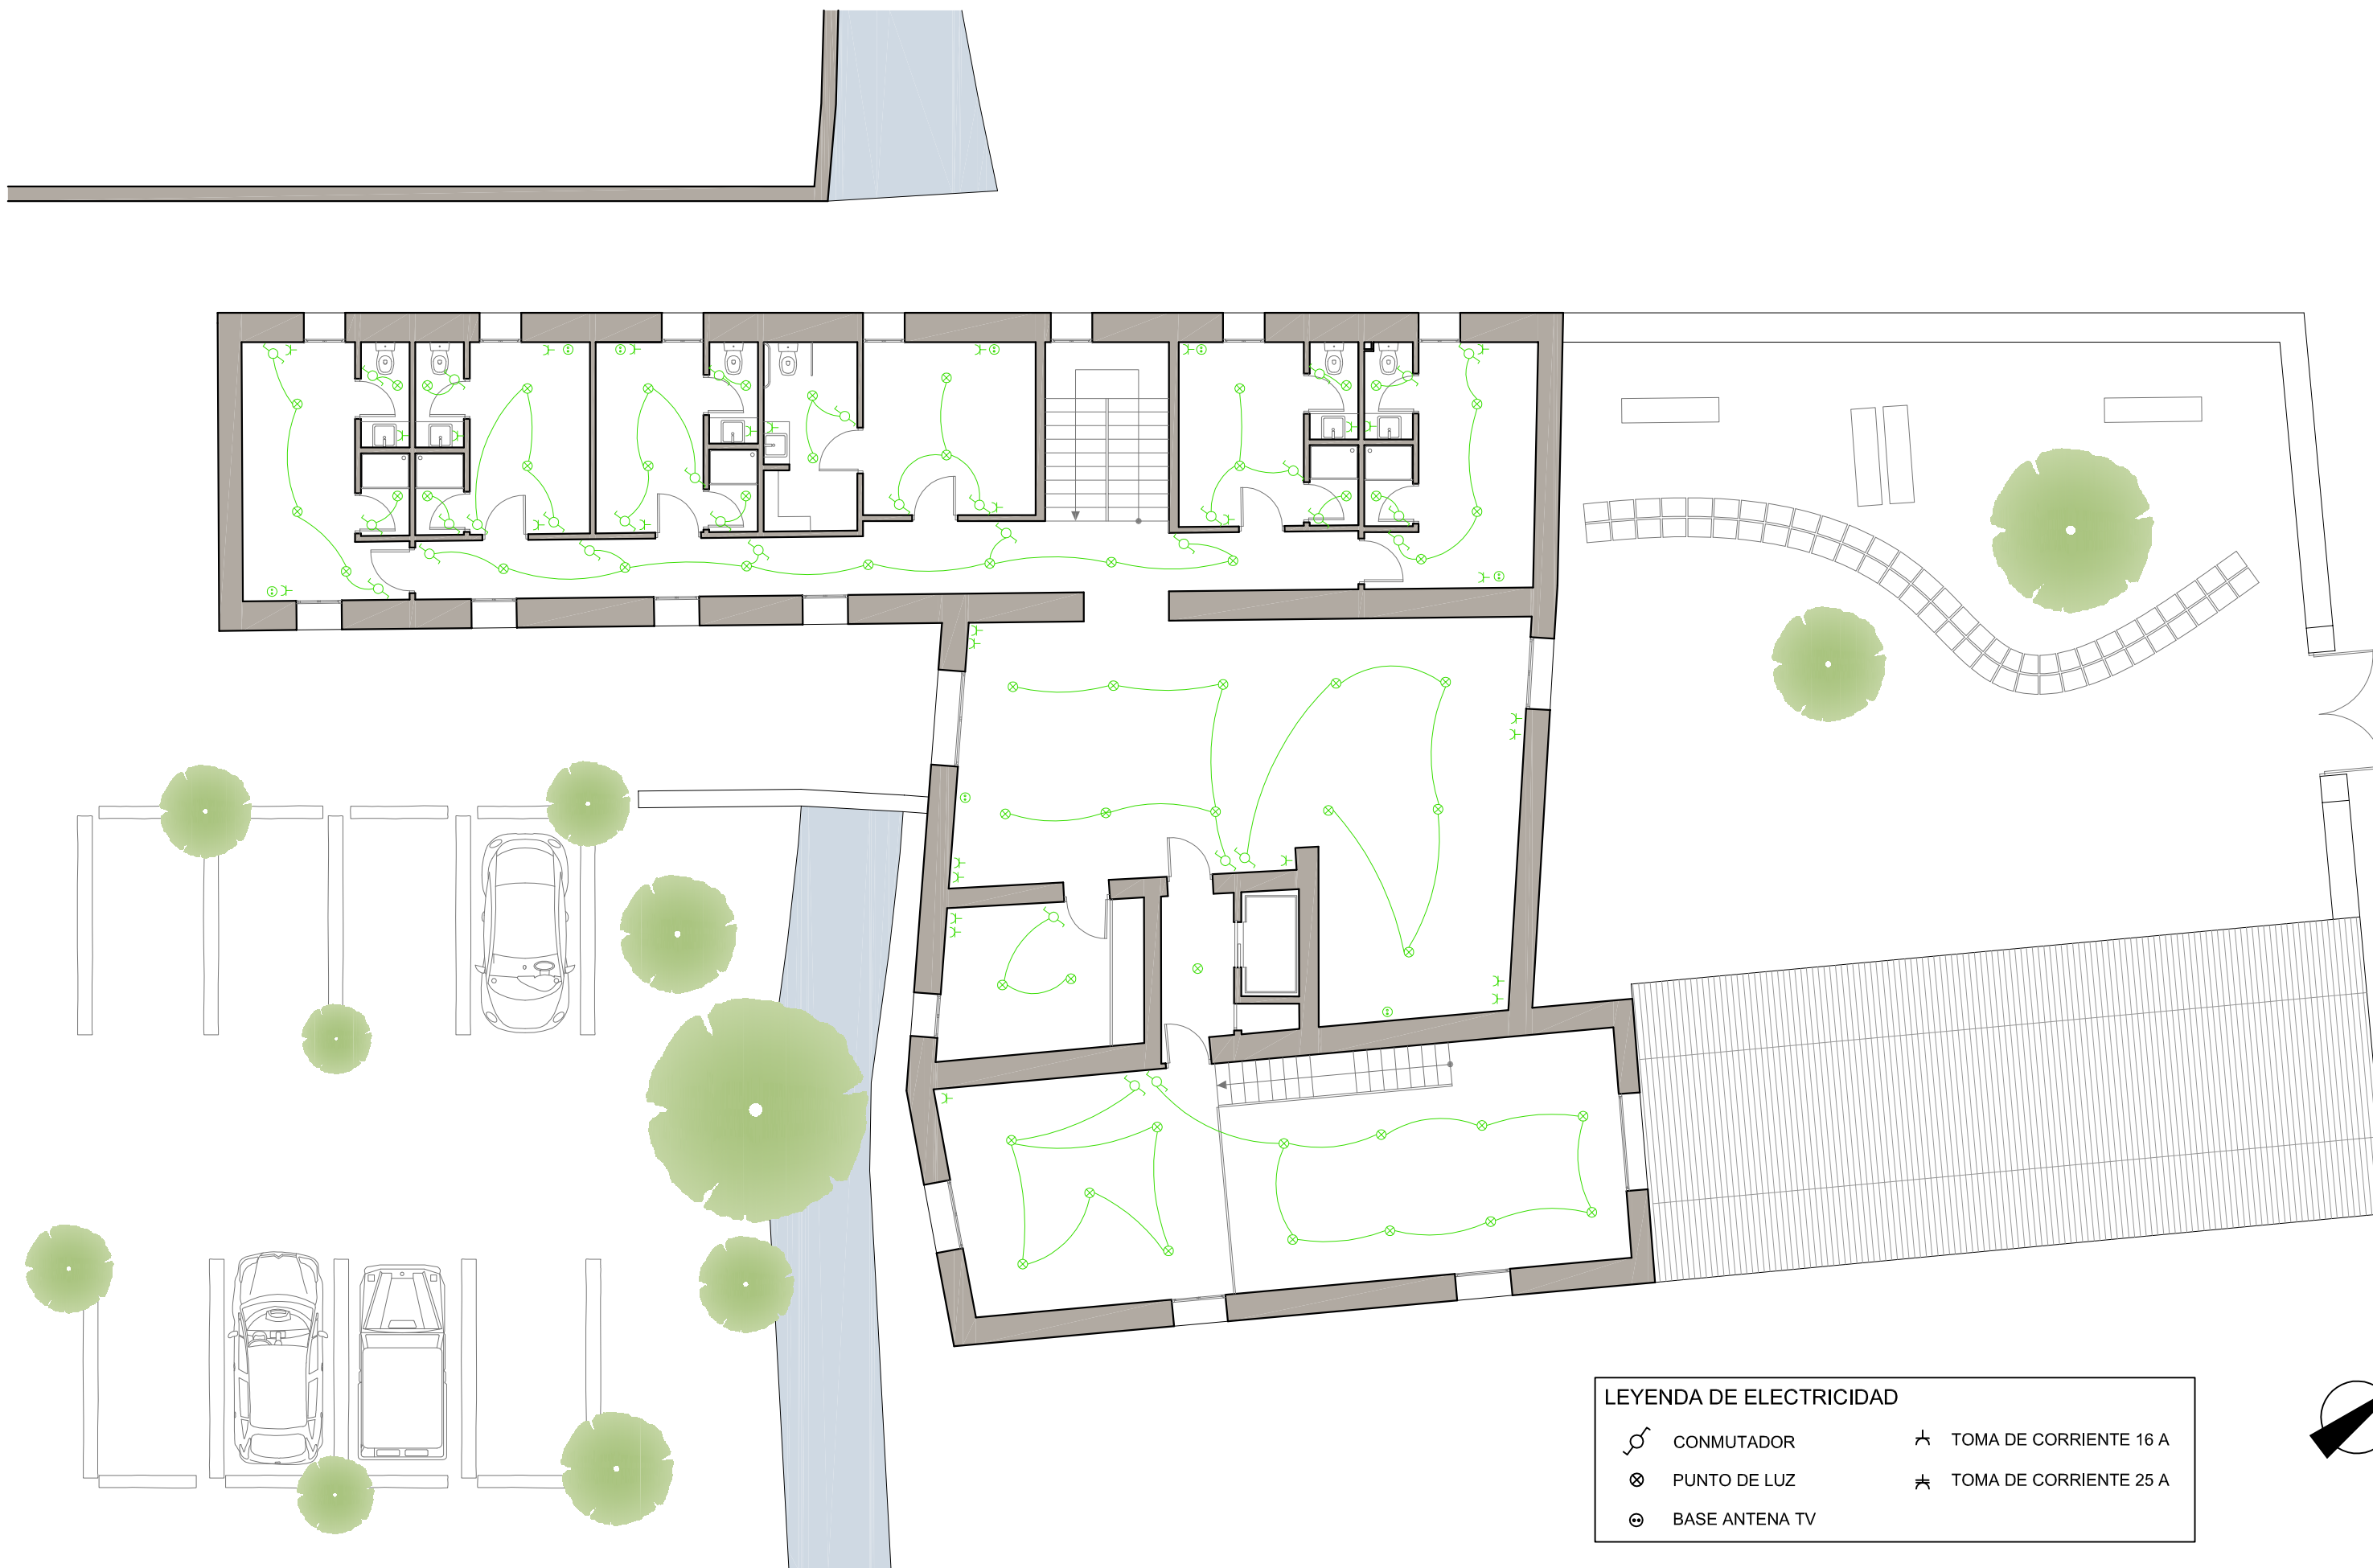 LEYENDA DE ELECTRICIDAD
CONMUTADOR
TOMA DE CORRIENTE 16 A
PUNTO DE LUZ
TOMA DE CORRIENTE 25 A
BASE ANTENA TV